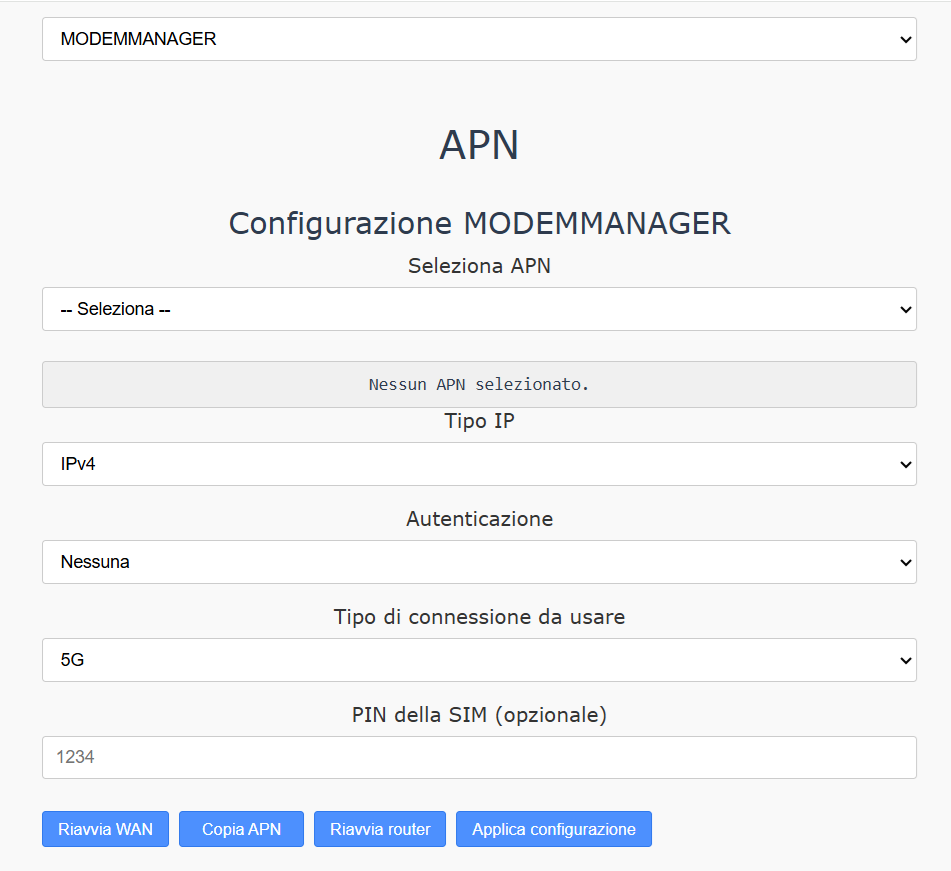 MODEMMANAGER
APN
Configurazione MODEMMANAGER
Seleziona APN
-- Seleziona --
Nessun APN selezionato.
Tipo IP
IPv4
Autenticazione
Nessuna
Tipo di connessione da usare
5G
PIN della SIM (opzionale)
1234
Riavvia WAN Copia APN Riavvia router Applica configurazione